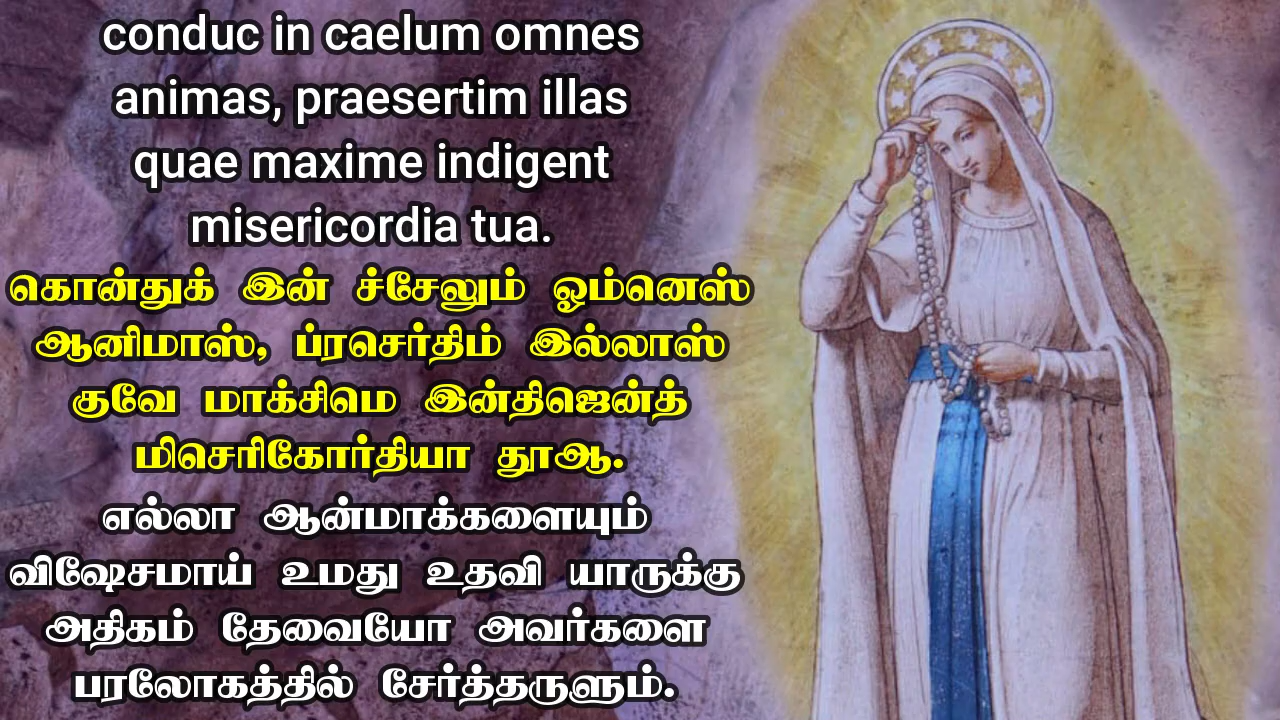 conduc in caelum omnes
animas, praesertim illas
quae maxime indigent
misericordia tua.
கொன்துக் இன் ச்சேலும் ஓம்னெஸ்
ஆனிமாஸ், ப்ரசெர்திம் இல்லாஸ்
குவே மாக்சிமெ இன்திஜென்த்
மிசெரிகோர்தியா தூஆ.
எல்லா ஆன்மாக்களையும்
விஷேசமாய் உமது உதவி யாருக்கு
அதிகம் தேவையோ அவர்களை
பரலோகத்தில் சேர்த்தருளும்.